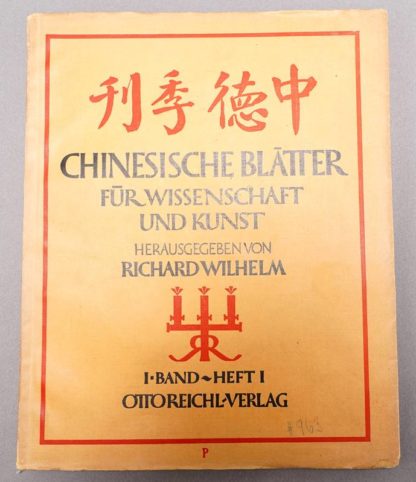 中德季刊
CHINESISCHE BLÄTTER
FÜR WISSENSCHAFT
UND KUNST
HERAUSGEGEBEN VON
RICHARD WILHELM
I·BAND~HEFT I
OTTO REICHL·VERLAG
P